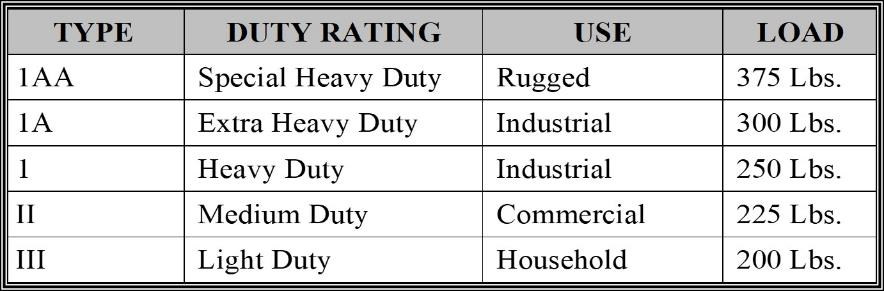 TYPE DUTY RATING USE LOAD
1AA Special Heavy Duty Rugged 375 Lbs.
1A Extra Heavy Duty Industrial 300 Lbs.
1 Heavy Duty Industrial 250 Lbs.
II Medium Duty Commercial 225 Lbs.
III Light Duty Household 200 Lbs.